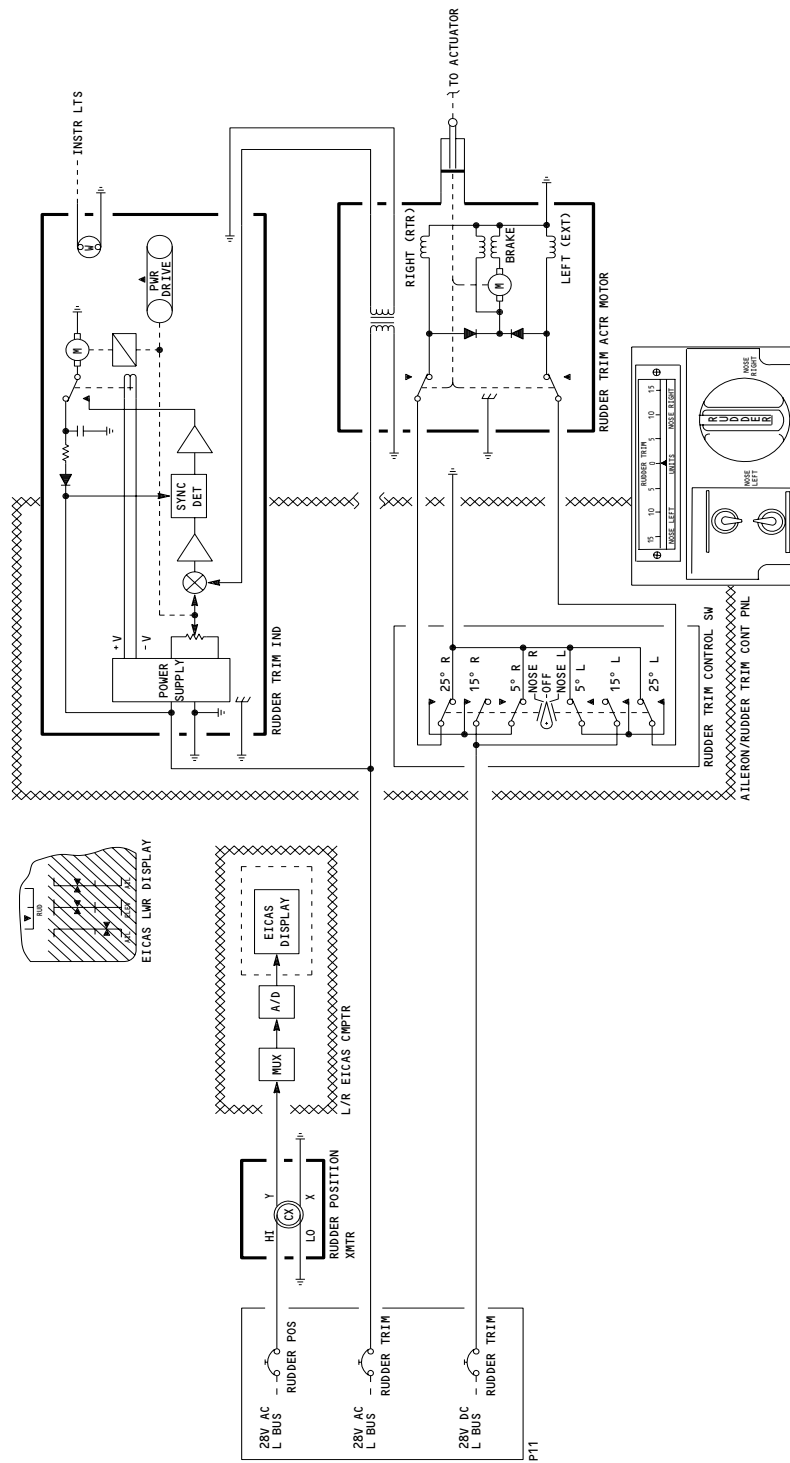 28V AC
L BUS
RUDDER POS
28V AC
L BUS
RUDDER TRIM
28V DC
L BUS
RUDDER TRIM
P11
HI
Y
CX
LO
X
RUDDER POSITION
XMTR
MUX
A/D
EICAS
DISPLAY
L/R EICAS CMPTR
RUD
AIL
ELEV
AIL
EICAS LWR DISPLAY
POWER
SUPPLY
+V
-V
SYNC
DET
M
PWR
DRIVE
W
INSTR LTS
RUDDER TRIM IND
25° R
15° R
5° R
NOSE R
OFF
NOSE L
5° L
15° L
25° L
RUDDER TRIM CONTROL SW
AILERON/RUDDER TRIM CONT PNL
RIGHT (RTR)
BRAKE
M
LEFT (EXT)
TO ACTUATOR
RUDDER TRIM ACTR MOTOR
RUDDER TRIM
15 10 5 0 5 10 15
NOSE LEFT
UNITS
NOSE RIGHT
NOSE
LEFT
RUDDER
NOSE
RIGHT